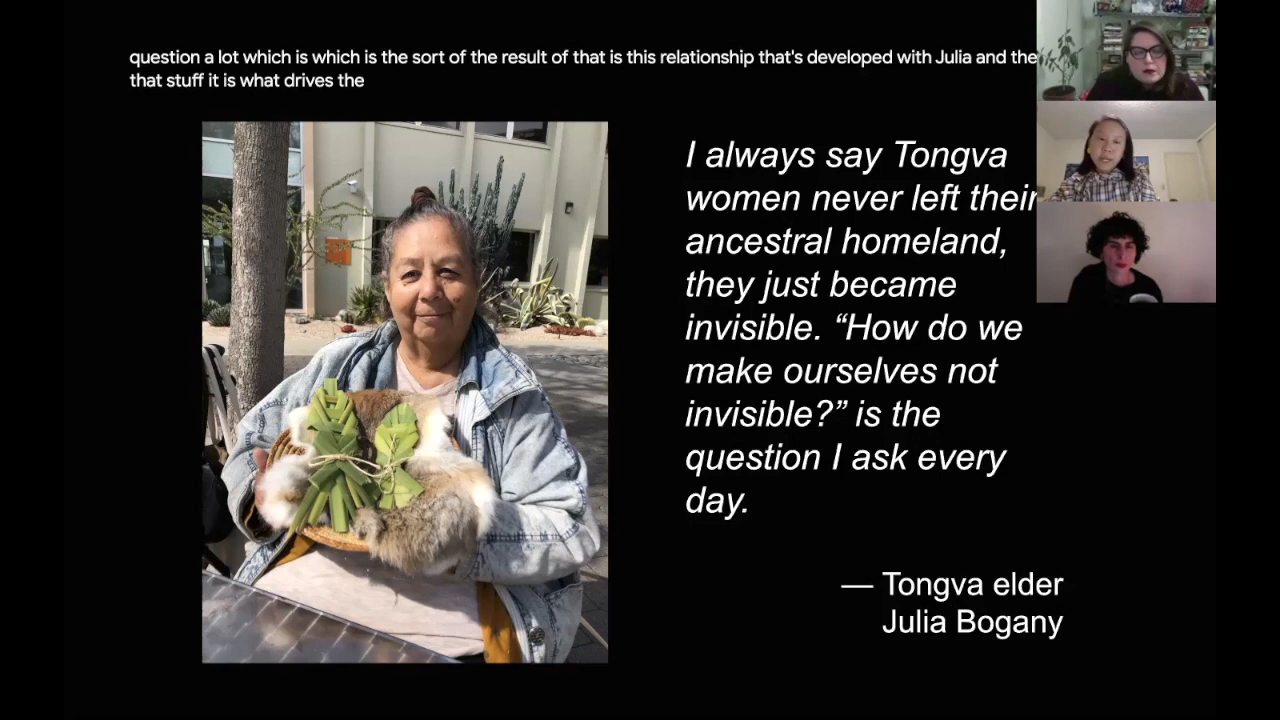 question a lot which is which is the sort of the result of that is this relationship that's developed with Julia and the
that stuff it is what drives the
I always say Tongva
women never left their
ancestral homeland,
they just became
invisible. “How do we
make ourselves not
invisible?” is the
question I ask every
day.
— Tongva elder
Julia Bogany